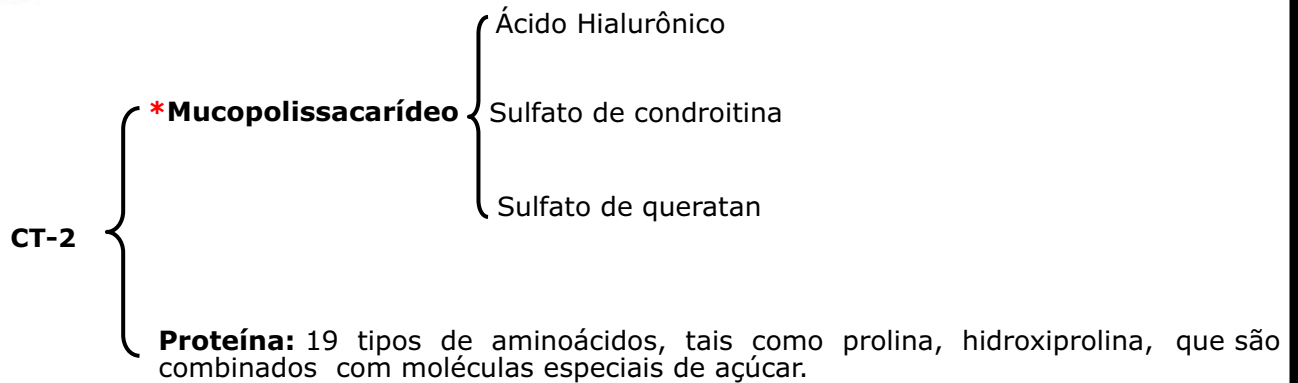 Ácido Hialurônico
*Mucopolissacarídeo
Sulfato de condroitina
Sulfato de queratan
CT-2
Proteína: 19 tipos de aminoácidos, tais como prolina, hidroxiprolina, que são
combinados com moléculas especiais de açúcar.